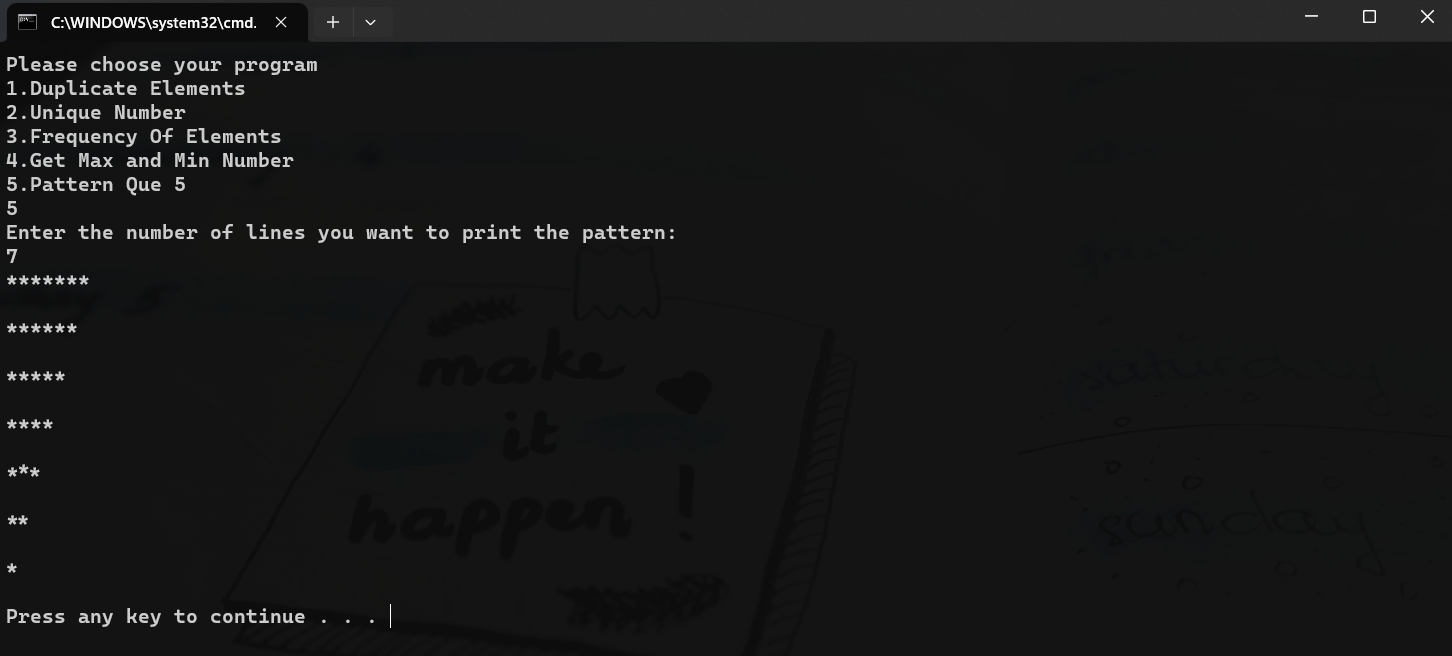 C:\WINDOWS\system32\cmd.
Please choose your program
1.Duplicate Elements
2.Unique Number
3.Frequency Of Elements
4.Get Max and Min Number
5.Pattern Que 5
5
Enter the number of lines you want to print the pattern:
7
*******
******
*****
****
***
**
*
Press any key to continue . . .
make
it
happen !
saturday
sunday